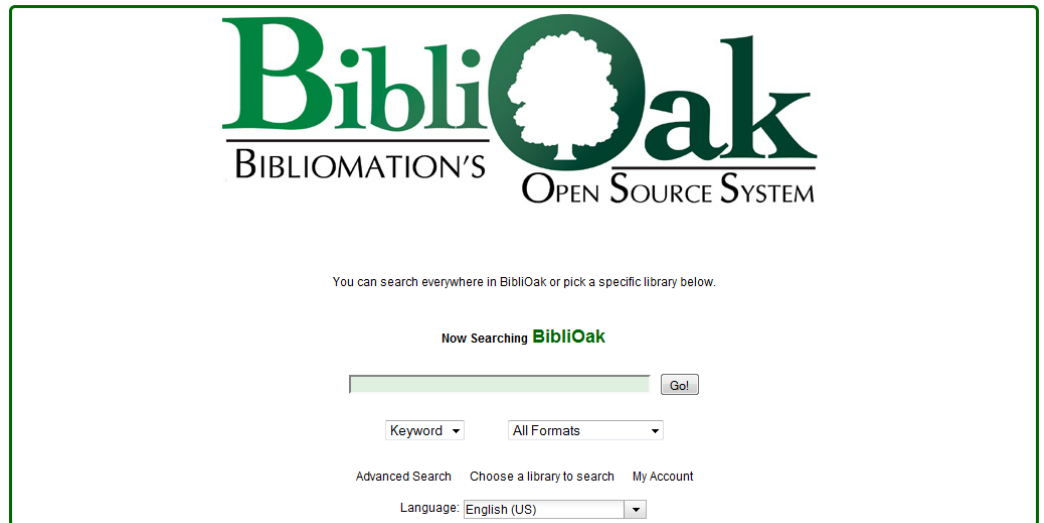 BibliOak
BIBLIOMATION'S
OPEN SOURCE SYSTEM
You can search everywhere in BibliOak or pick a specific library below.
Now Searching BibliOak
Go!
Keyword All Formats
Advanced Search Choose a library to search My Account
Language: English (US)